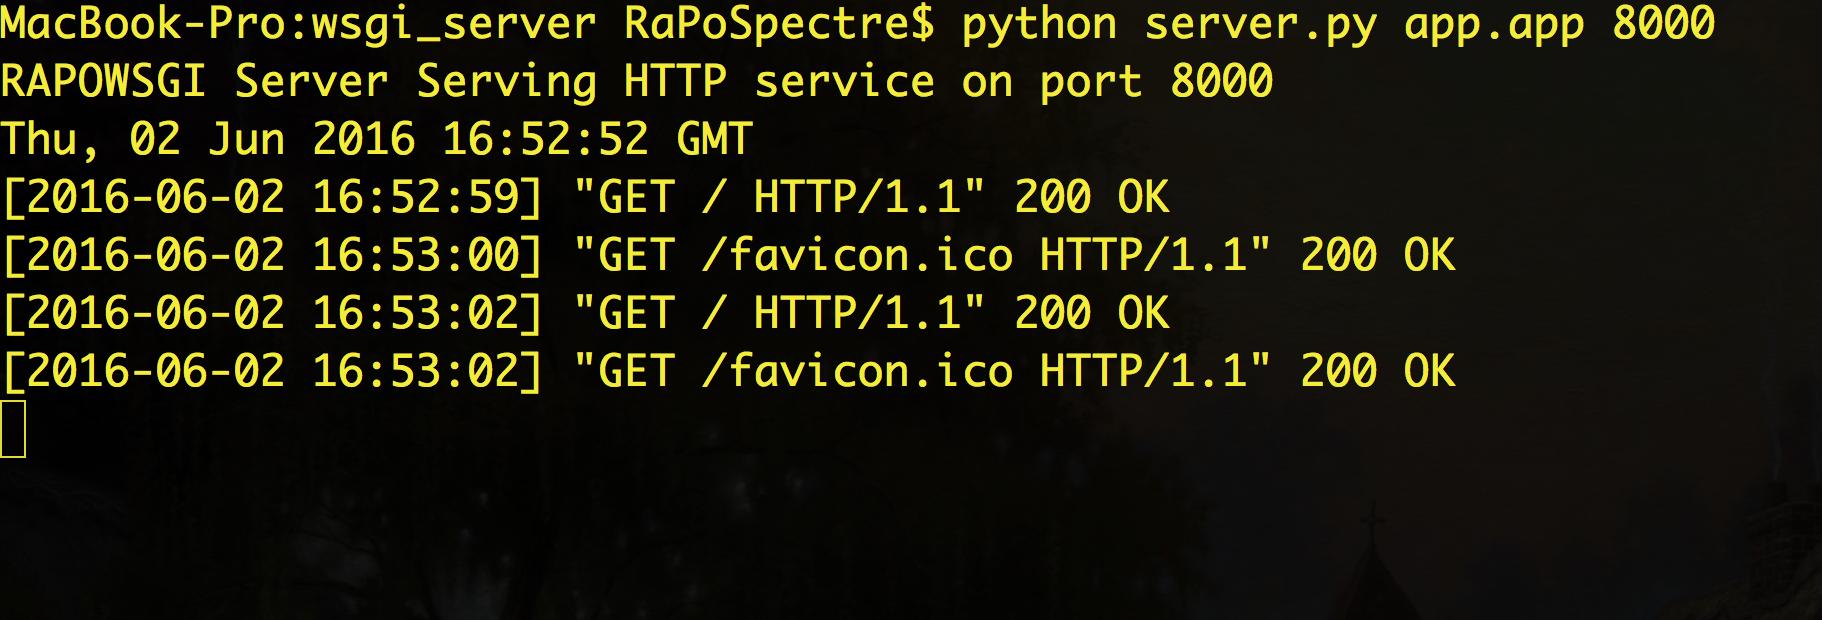 MacBook-Pro:wsgi_server RaPoSpectre$ python server.py app.app 8000
RAPOWSGI Server Serving HTTP service on port 8000
Thu, 02 Jun 2016 16:52:52 GMT
[2016-06-02 16:52:59] "GET / HTTP/1.1" 200 OK
[2016-06-02 16:53:00] "GET /favicon.ico HTTP/1.1" 200 OK
[2016-06-02 16:53:02] "GET / HTTP/1.1" 200 OK
[2016-06-02 16:53:02] "GET /favicon.ico HTTP/1.1" 200 OK